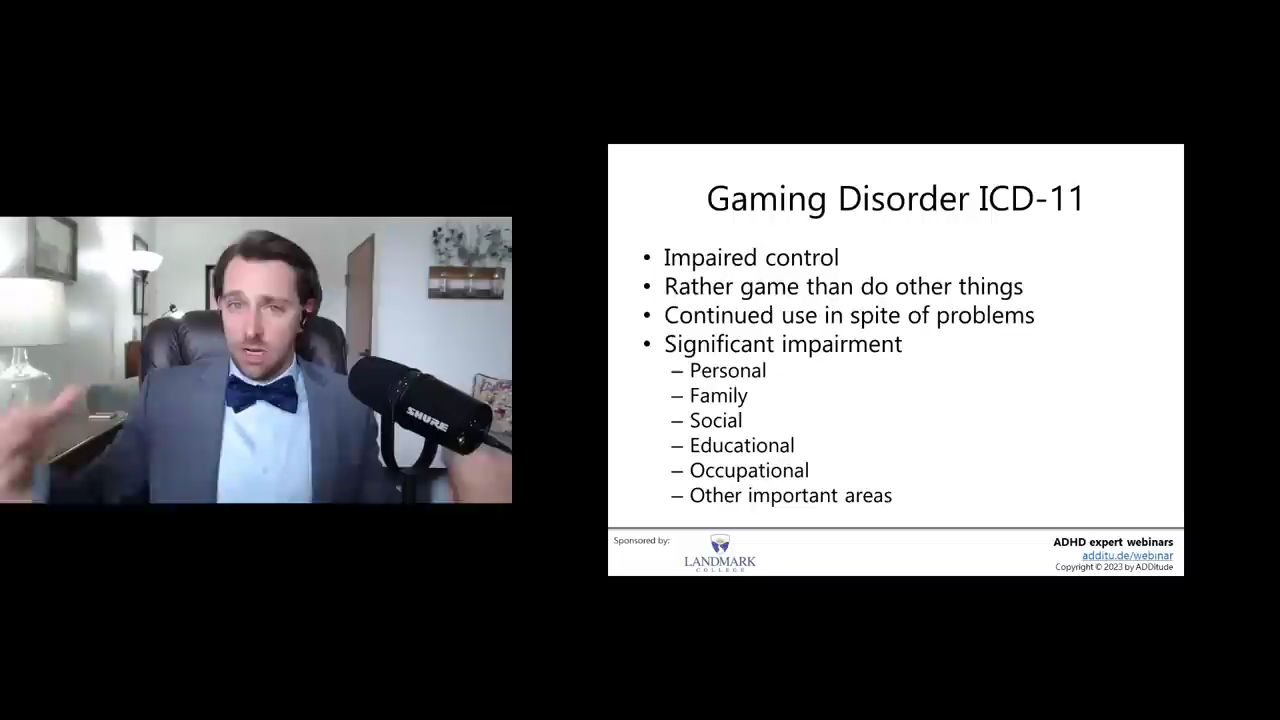 SHURE
Gaming Disorder ICD-11
• Impaired control
• Rather game than do other things
• Continued use in spite of problems
• Significant impairment
– Personal
– Family
– Social
– Educational
– Occupational
– Other important areas
Sponsored by:
LANDMARK
COLLEGE
ADHD expert webinars
additu.de/webinar
Copyright © 2023 by ADDitude